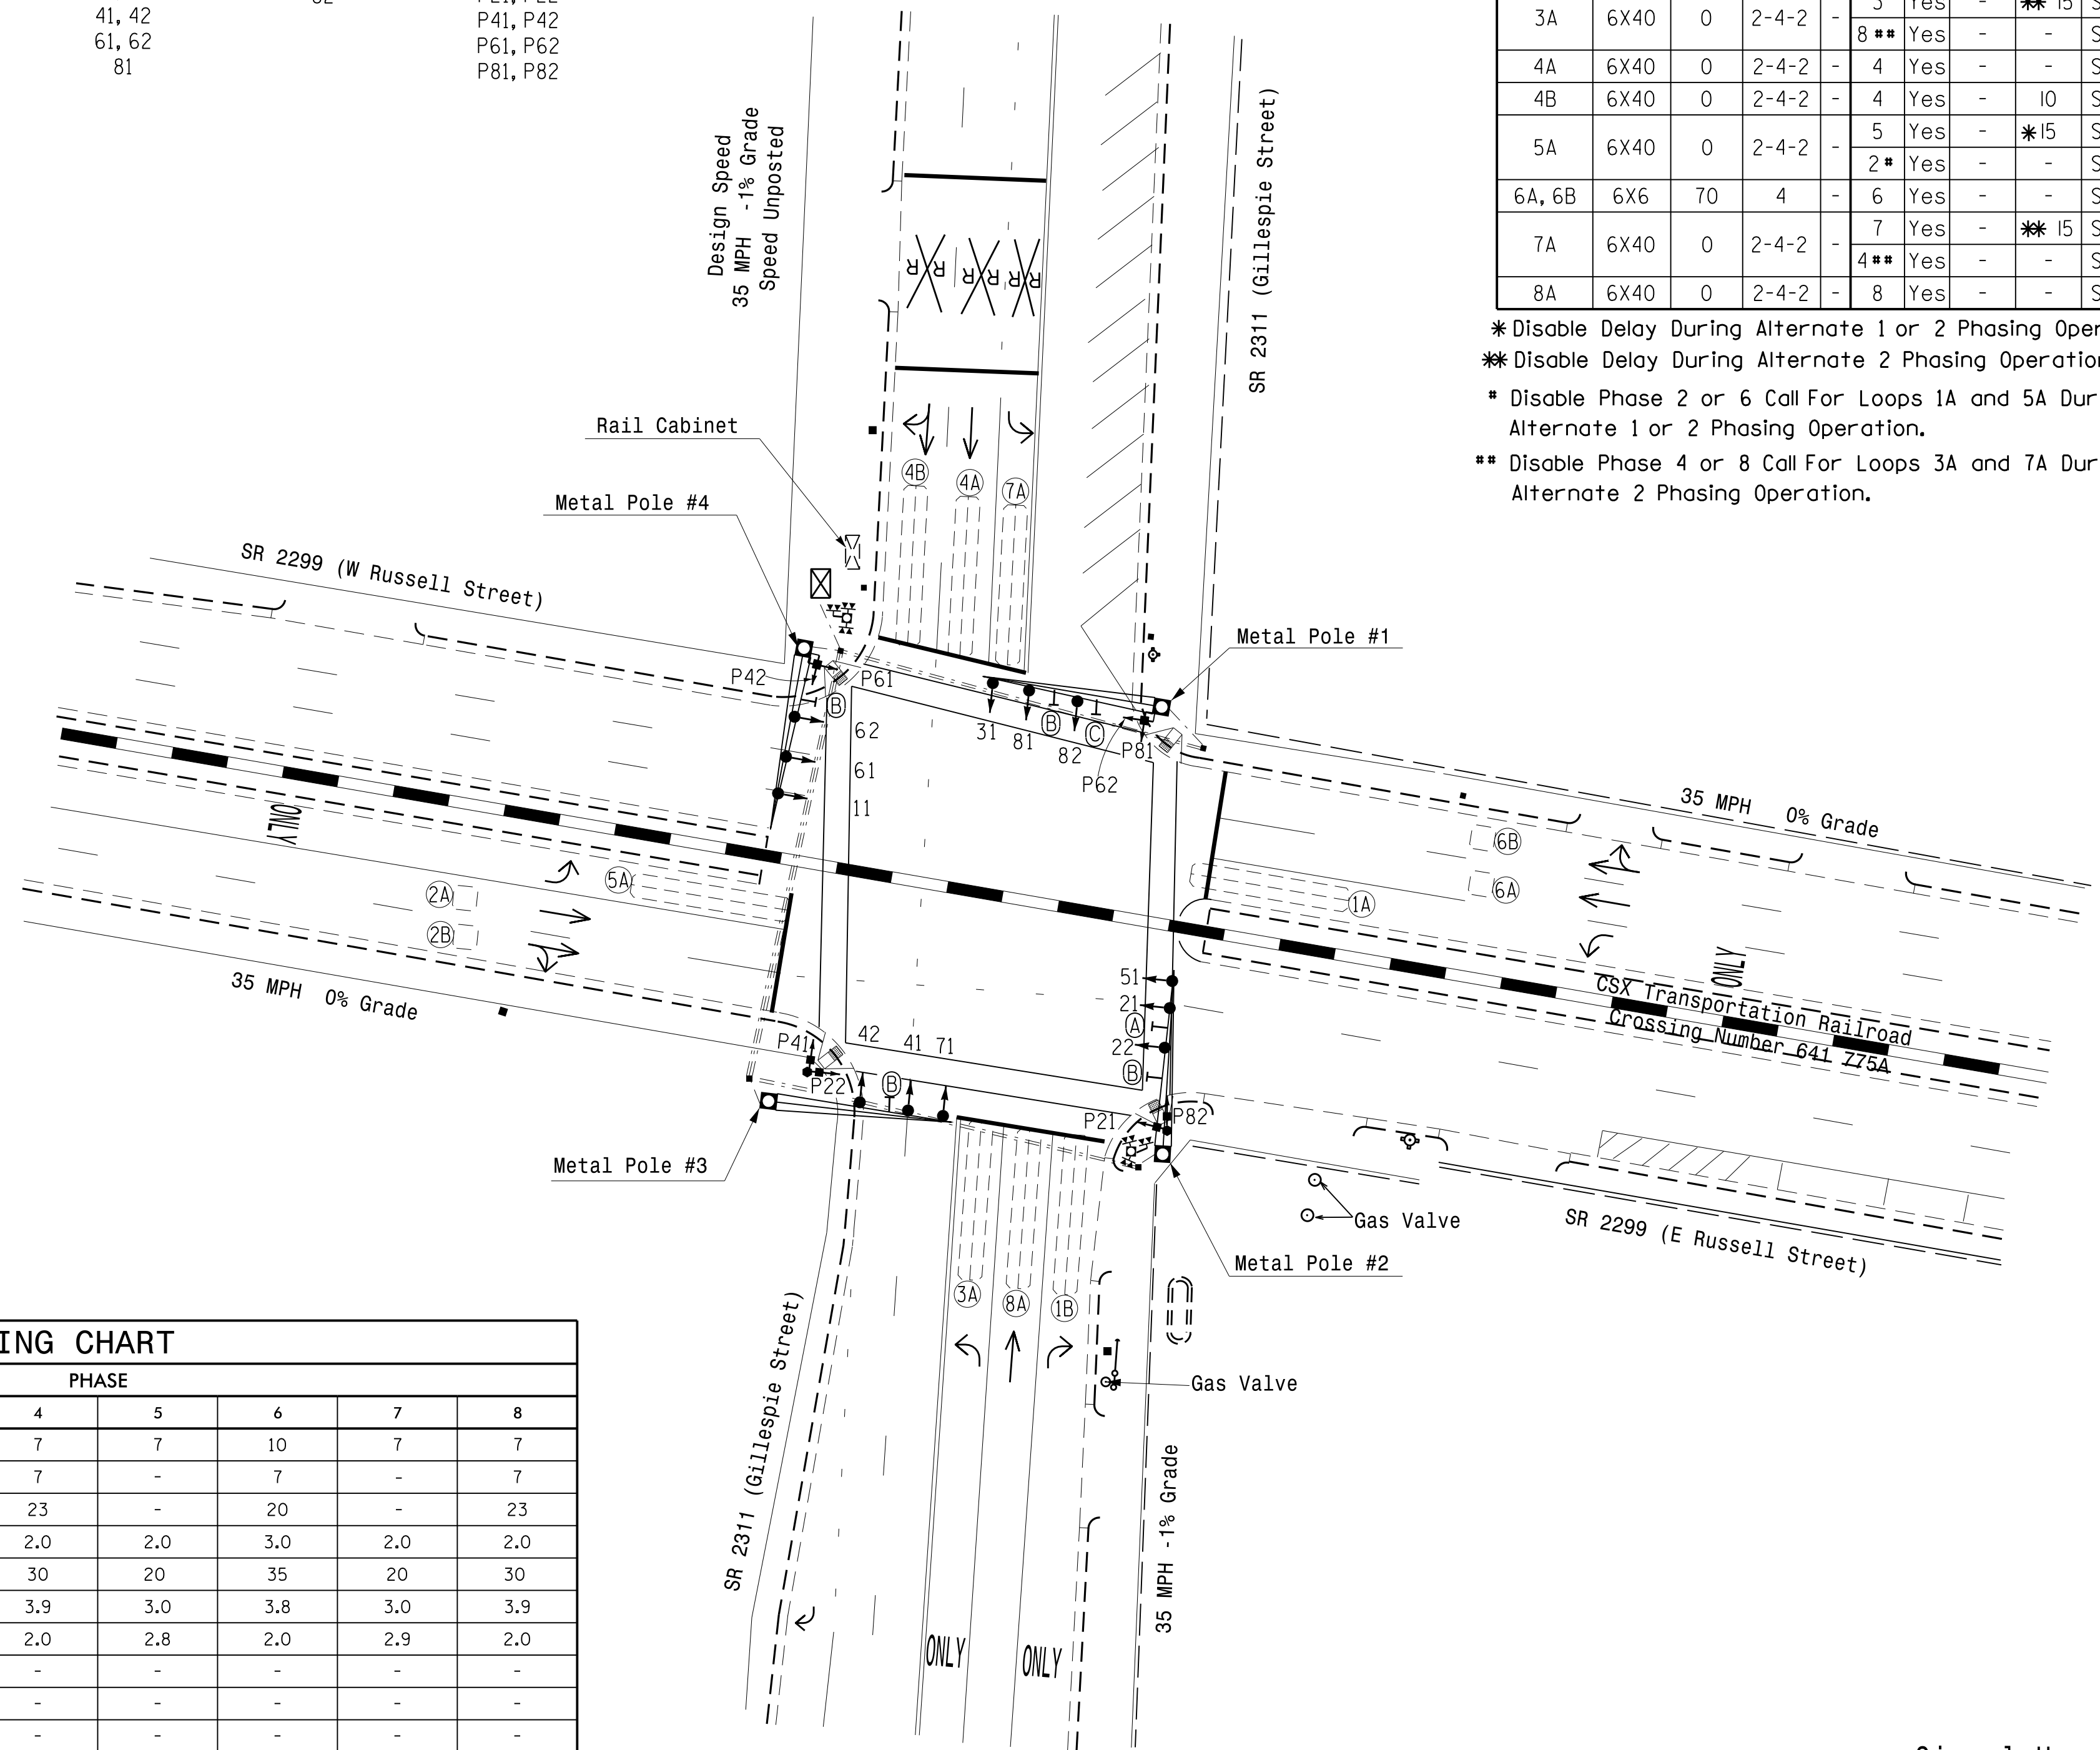 41, 42
P41, P42
61, 62
P61, P62
81
P81, P82
3A 6X40 0 2-4-2 -
8 ## Yes - -
4A 6X40 0 2-4-2 - 4 Yes - -
4B 6X40 0 2-4-2 - 4 Yes - 10
5A 6X40 0 2-4-2 - 5 Yes - *15
2 # Yes - -
6A, 6B 6X6 70 4 - 6 Yes - -
7A 6X40 0 2-4-2 - 7 Yes - ** 15
4 ## Yes - -
8A 6X40 0 2-4-2 - 8 Yes - -
* Disable Delay During Alternate 1 or 2 Phasing
** Disable Delay During Alternate 2 Phasing
# Disable Phase 2 or 6 Call For Loops 1A and 5A
Alternate 1 or 2 Phasing Operation.
## Disable Phase 4 or 8 Call For Loops 3A and 7A
Alternate 2 Phasing Operation.
Design Speed
35 MPH -1% Grade
Speed Unposted
SR 2311 (Gillespie Street)
R R R R R R
Rail Cabinet
4B
4A
7A
Metal Pole #4
SR 2299 (W Russell Street)
Metal Pole #1
P42
P61
B
62
61
11
31
81
B
82
C
P81
P62
35 MPH 0% Grade
ONLY
6B
6A
1A
5A
2A
2B
35 MPH 0% Grade
ONLY
CSX Transportation Railroad
Crossing Number 641 775A
51
21
A
22
B
P41
42
41
71
B
P22
P21
P82
Metal Pole #3
Gas Valve
Metal Pole #2
SR 2299 (E Russell Street)
3A
8A
1B
Gas Valve
SR 2311 (Gillespie Street)
35 MPH -1% Grade
ONLY
ONLY
CHART
PHASE
4 5 6 7 8
7 7 10 7 7
7 - 7 - 7
23 - 20 - 23
2.0 2.0 3.0 2.0 2.0
30 20 35 20 30
3.9 3.0 3.8 3.0 3.9
2.0 2.8 2.0 2.9 2.0
- - - - -
- - - - -
- - - - -